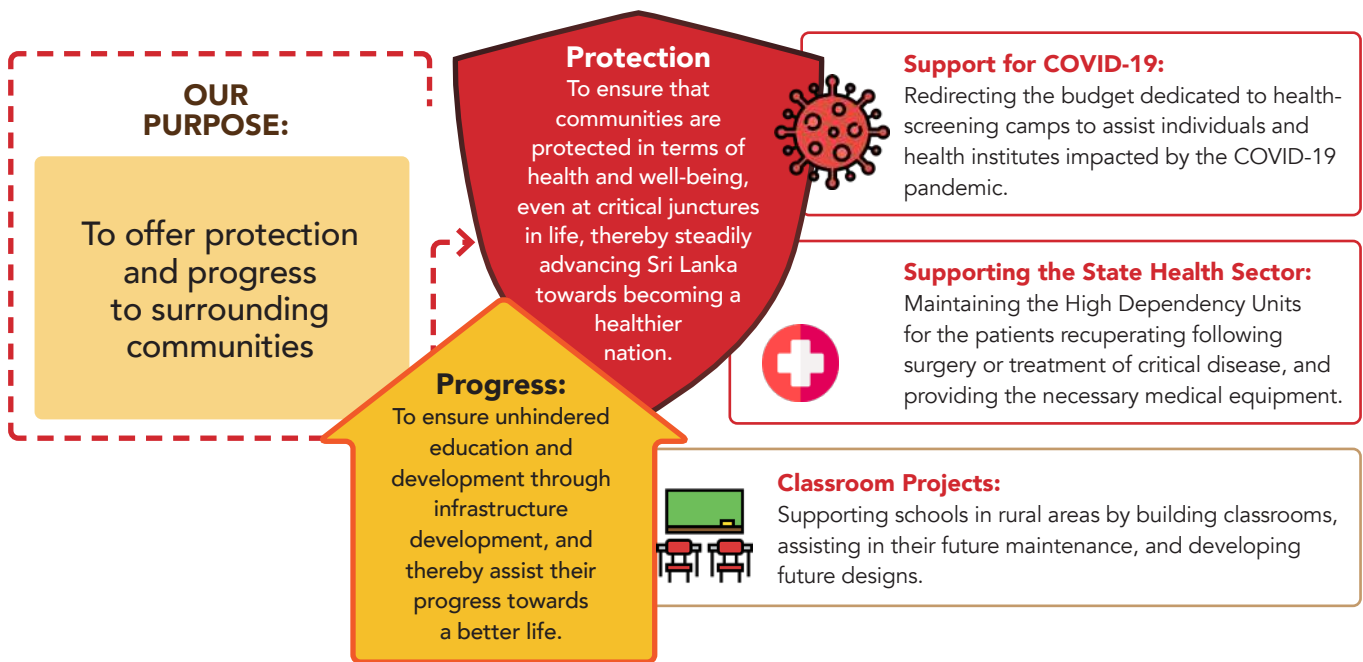 OUR
PURPOSE:
To offer protection
and progress
to surrounding
communities
Protection
To ensure that
communities are
protected in terms of
health and well-being,
even at critical junctures
in life, thereby steadily
advancing Sri Lanka
towards becoming a
healthier
nation.
Progress:
To ensure unhindered
education and
development through
infrastructure
development, and
thereby assist their
progress towards
a better life.
Support for COVID-19:
Redirecting the budget dedicated to health-
screening camps to assist individuals and
health institutes impacted by the COVID-19
pandemic.
Supporting the State Health Sector:
Maintaining the High Dependency Units
for the patients recuperating following
surgery or treatment of critical disease, and
providing the necessary medical equipment.
Classroom Projects:
Supporting schools in rural areas by building classrooms,
assisting in their future maintenance, and developing
future designs.